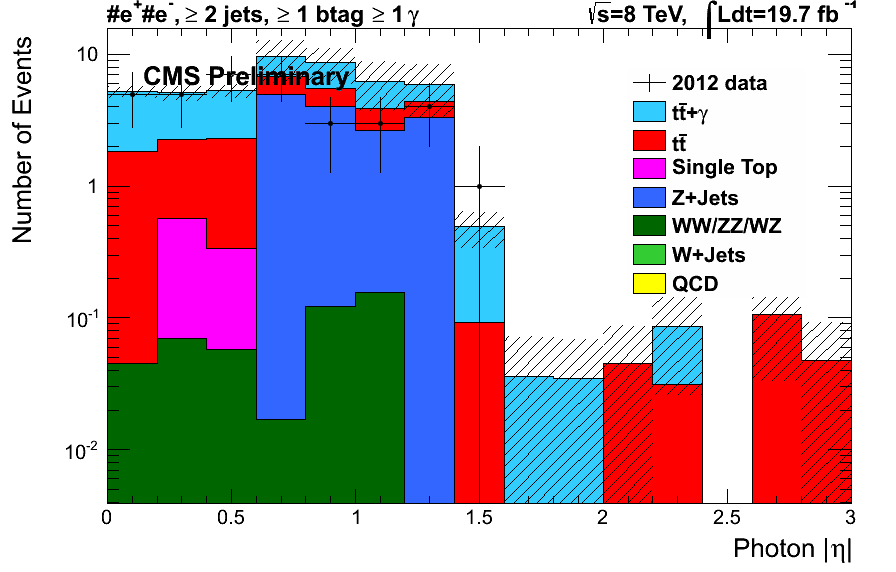 #e+#e-, ≥ 2 jets, ≥ 1 btag ≥ 1 γ
√s=8 TeV, ∫Ldt=19.7 fb-1
CMS Preliminary
2012 data
tt̄+γ
tt̄
Single Top
Z+Jets
WW/ZZ/WZ
W+Jets
QCD
Number of Events
10
1
10-1
10-2
0 0.5 1 1.5 2 2.5 3
Photon |η|